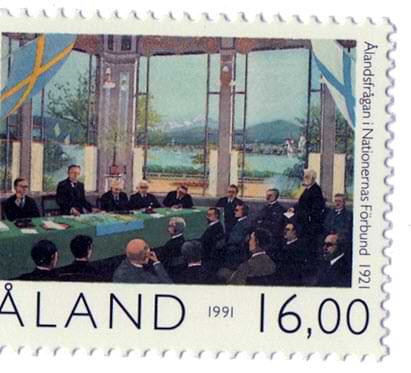 Ålandsfrågan i Nationernas Förbund 1921
ÅLAND 1991 16,00